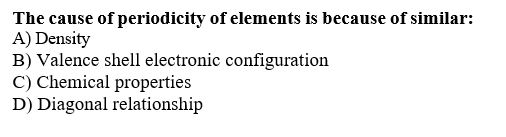 The cause of periodicity of elements is because of similar:
A) Density
B) Valence shell electronic configuration
C) Chemical properties
D) Diagonal relationship